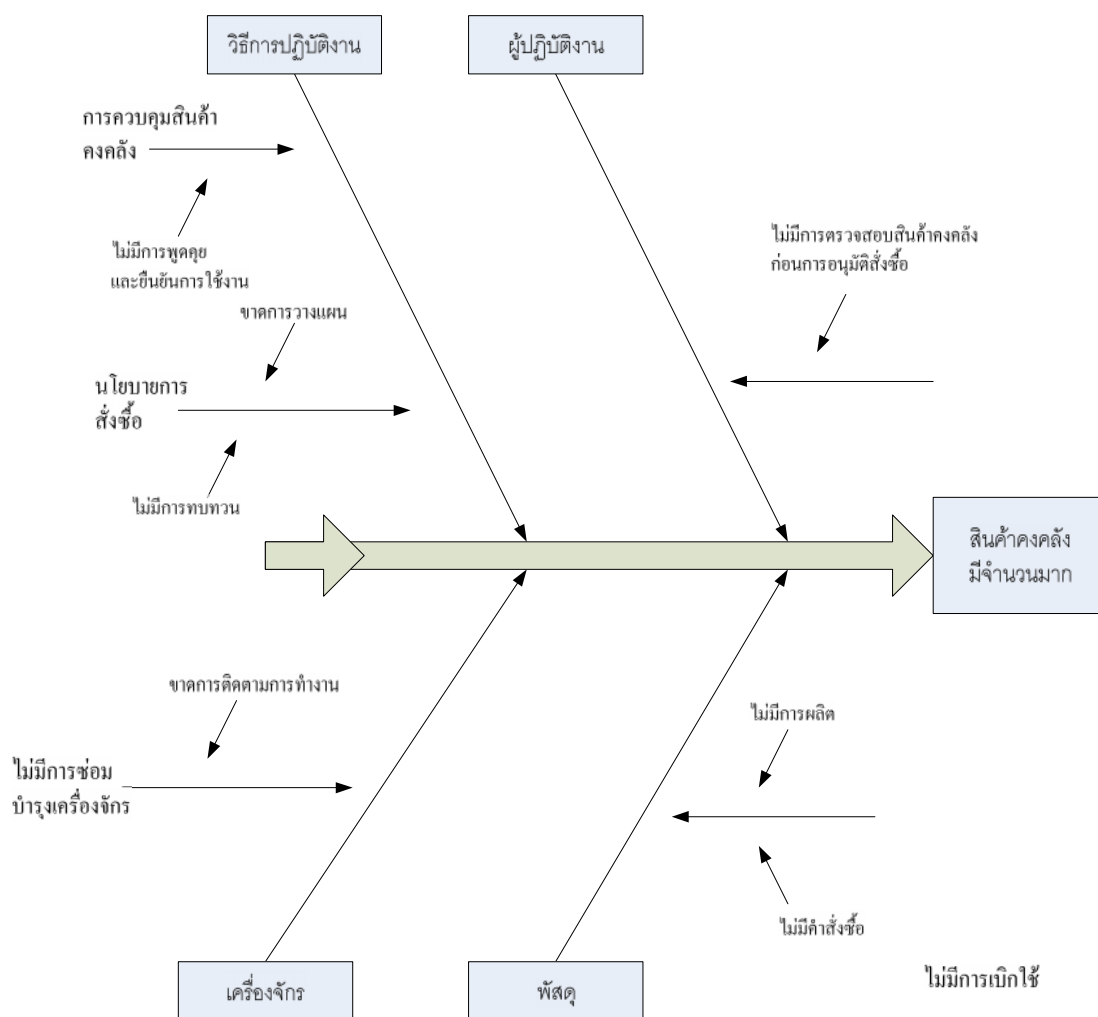 วิธีการปฏิบัติงาน
ผู้ปฏิบัติงาน
การควบคุมสินค้า
คงคลัง
ไม่มีการพูดคุย
และยืนยันการใช้งาน
ไม่มีการตรวจสอบสินค้าคงคลัง
ก่อนการอนุมัติสั่งซื้อ
ขาดการวางแผน
นโยบายการ
สั่งซื้อ
ไม่มีการทบทวน
สินค้าคงคลัง
มีจำนวนมาก
ขาดการติดตามการทำงาน
ไม่มีการซ่อม
บำรุงเครื่องจักร
ไม่มีการผลิต
ไม่มีคำสั่งซื้อ
ไม่มีการเบิกใช้
เครื่องจักร
พัสดุ